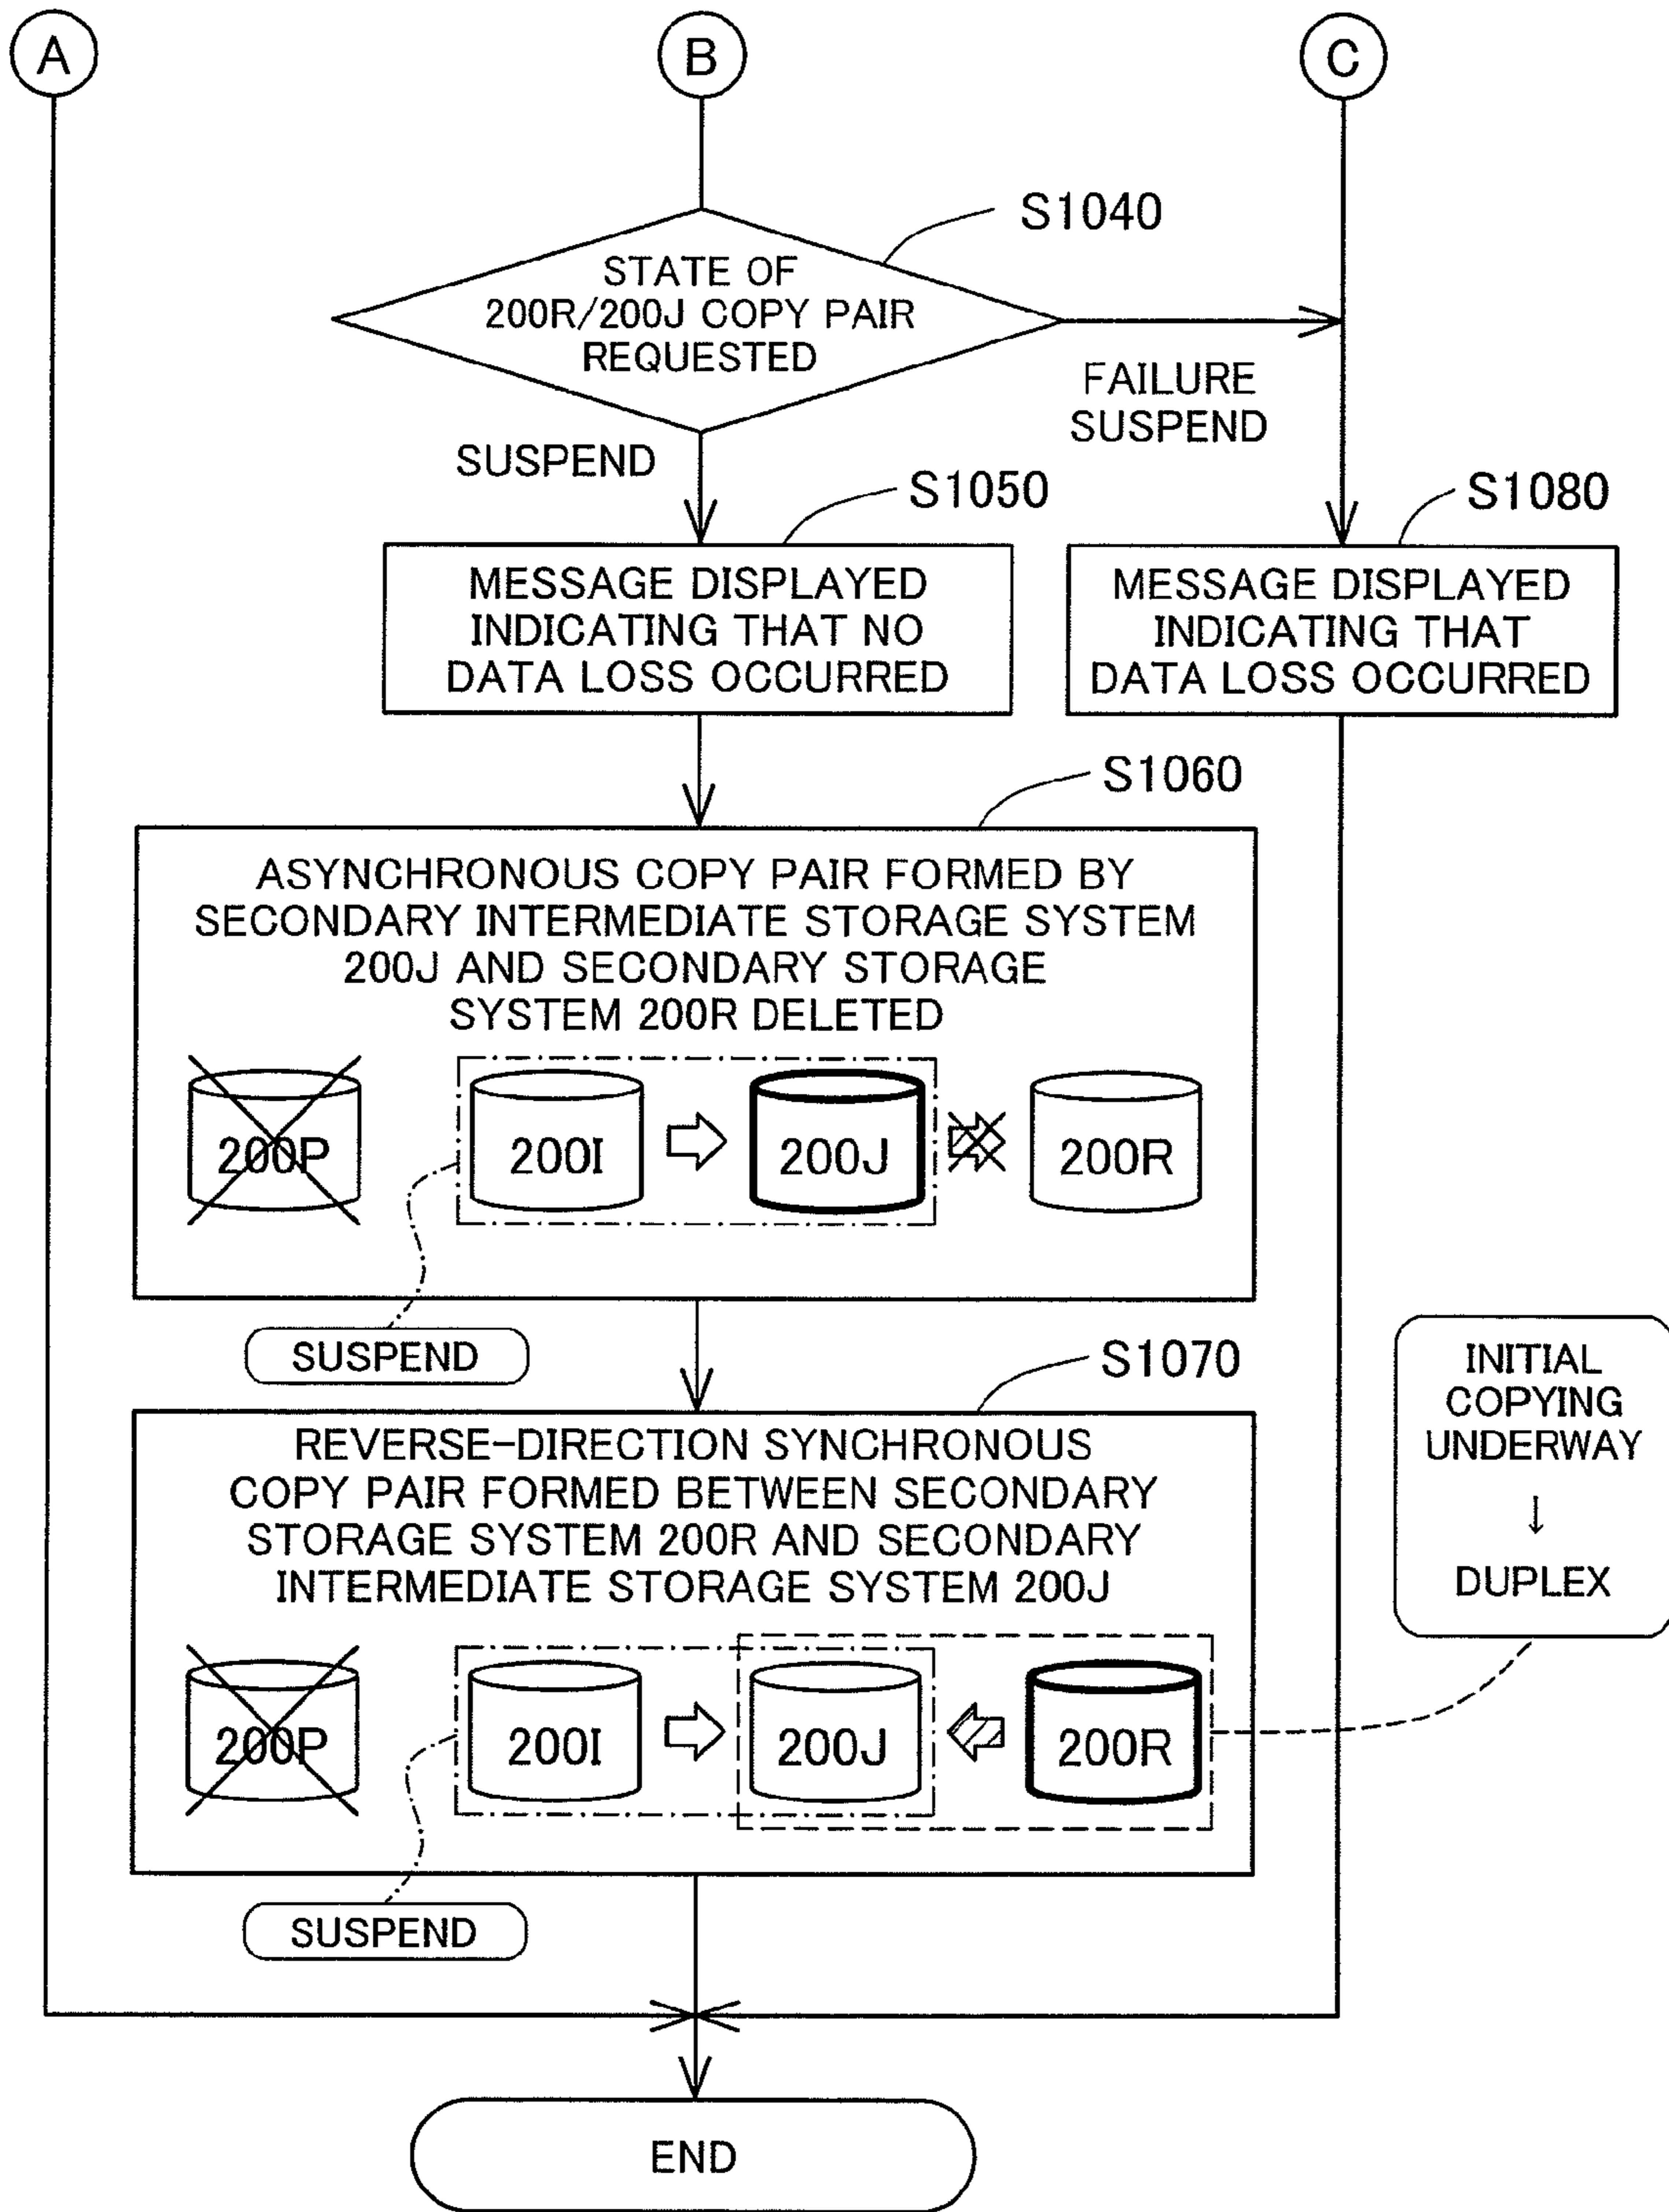 A
B
C
S1040
STATE OF
200R/200J COPY PAIR
REQUESTED
FAILURE
SUSPEND
SUSPEND
S1050
S1080
MESSAGE DISPLAYED
INDICATING THAT NO
DATA LOSS OCCURRED
MESSAGE DISPLAYED
INDICATING THAT
DATA LOSS OCCURRED
S1060
ASYNCHRONOUS COPY PAIR FORMED BY
SECONDARY INTERMEDIATE STORAGE SYSTEM
200J AND SECONDARY STORAGE
SYSTEM 200R DELETED
200P
200I
200J
200R
SUSPEND
S1070
INITIAL
COPYING
UNDERWAY
↓
DUPLEX
REVERSE-DIRECTION SYNCHRONOUS
COPY PAIR FORMED BETWEEN SECONDARY
STORAGE SYSTEM 200R AND SECONDARY
INTERMEDIATE STORAGE SYSTEM 200J
200P
200I
200J
200R
SUSPEND
END